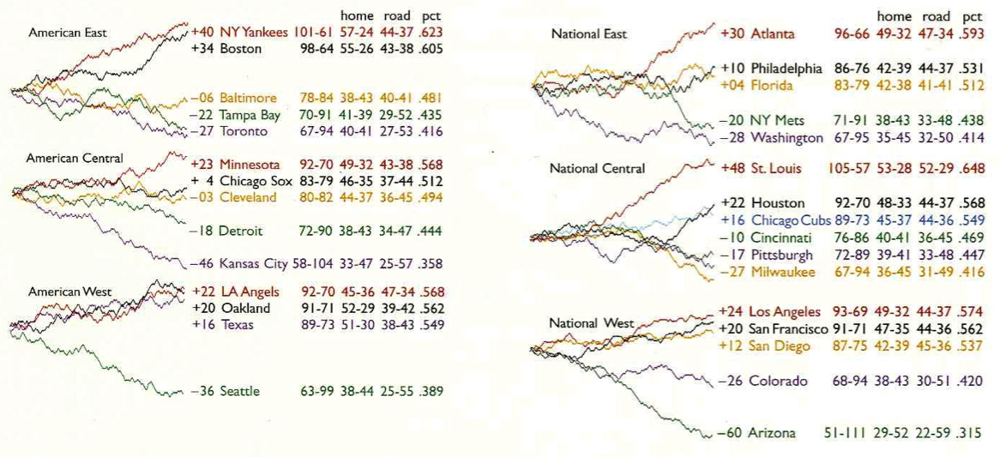 home road pct
American East
+40 NY Yankees 101-61 57-24 44-37 .623
+34 Boston 98-64 55-26 43-38 .605
−06 Baltimore 78-84 38-43 40-41 .481
−22 Tampa Bay 70-91 41-39 29-52 .435
−27 Toronto 67-94 40-41 27-53 .416
American Central
+23 Minnesota 92-70 49-32 43-38 .568
+ 4 Chicago Sox 83-79 46-35 37-44 .512
−03 Cleveland 80-82 44-37 36-45 .494
−18 Detroit 72-90 38-43 34-47 .444
−46 Kansas City 58-104 33-47 25-57 .358
American West
+22 LA Angels 92-70 45-36 47-34 .568
+20 Oakland 91-71 52-29 39-42 .562
+16 Texas 89-73 51-30 38-43 .549
−36 Seattle 63-99 38-44 25-55 .389
home road pct
National East
+30 Atlanta 96-66 49-32 47-34 .593
+10 Philadelphia 86-76 42-39 44-37 .531
+04 Florida 83-79 42-38 41-41 .512
−20 NY Mets 71-91 38-43 33-48 .438
−28 Washington 67-95 35-45 32-50 .414
National Central
+48 St. Louis 105-57 53-28 52-29 .648
+22 Houston 92-70 48-33 44-37 .568
+16 Chicago Cubs 89-73 45-37 44-36 .549
−10 Cincinnati 76-86 40-41 36-45 .469
−17 Pittsburgh 72-89 39-41 33-48 .447
−27 Milwaukee 67-94 36-45 31-49 .416
National West
+24 Los Angeles 93-69 49-32 44-37 .574
+20 San Francisco 91-71 47-35 44-36 .562
+12 San Diego 87-75 42-39 45-36 .537
−26 Colorado 68-94 38-43 30-51 .420
−60 Arizona 51-111 29-52 22-59 .315